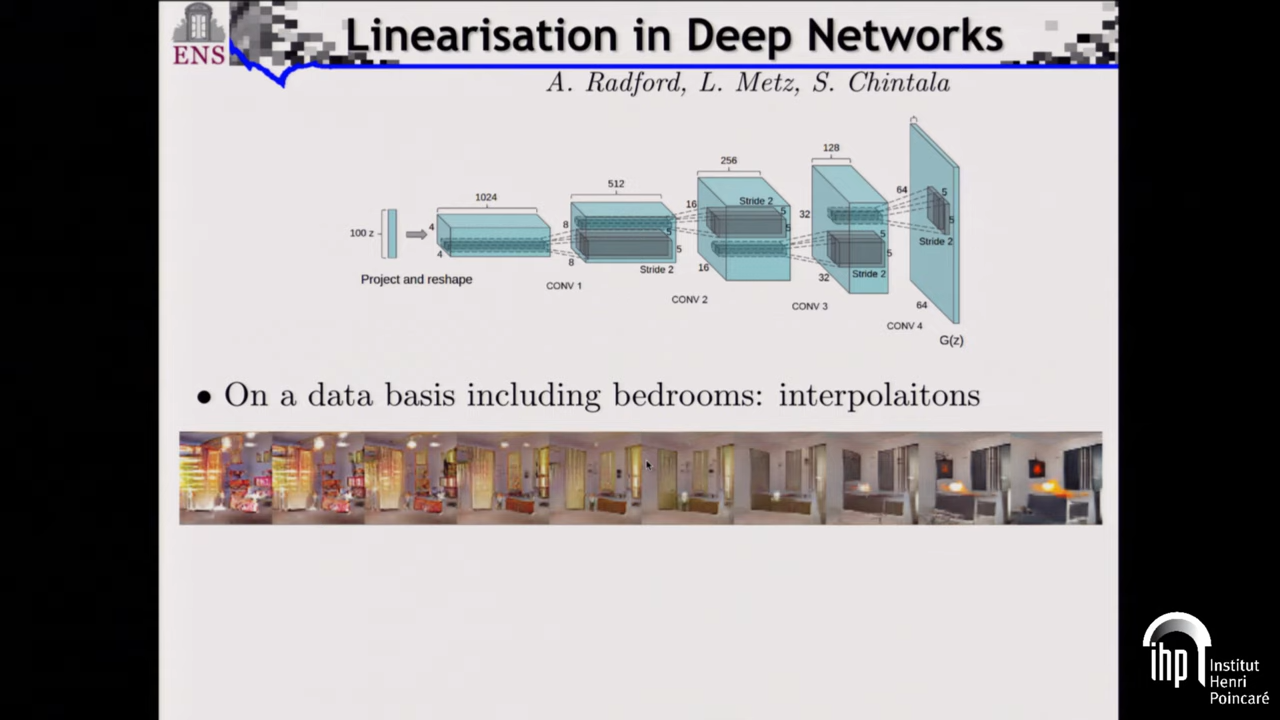 ENS
Linearisation in Deep Networks
A. Radford, L. Metz, S. Chintala
100 z
Project and reshape
1024
4
4
CONV 1
512
8
8
5
5
Stride 2
CONV 2
256
16
16
Stride 2
5
5
CONV 3
128
32
32
5
5
Stride 2
CONV 4
64
64
5
5
Stride 2
G(z)
• On a data basis including bedrooms: interpolaitons
ihp
Institut
Henri
Poincaré